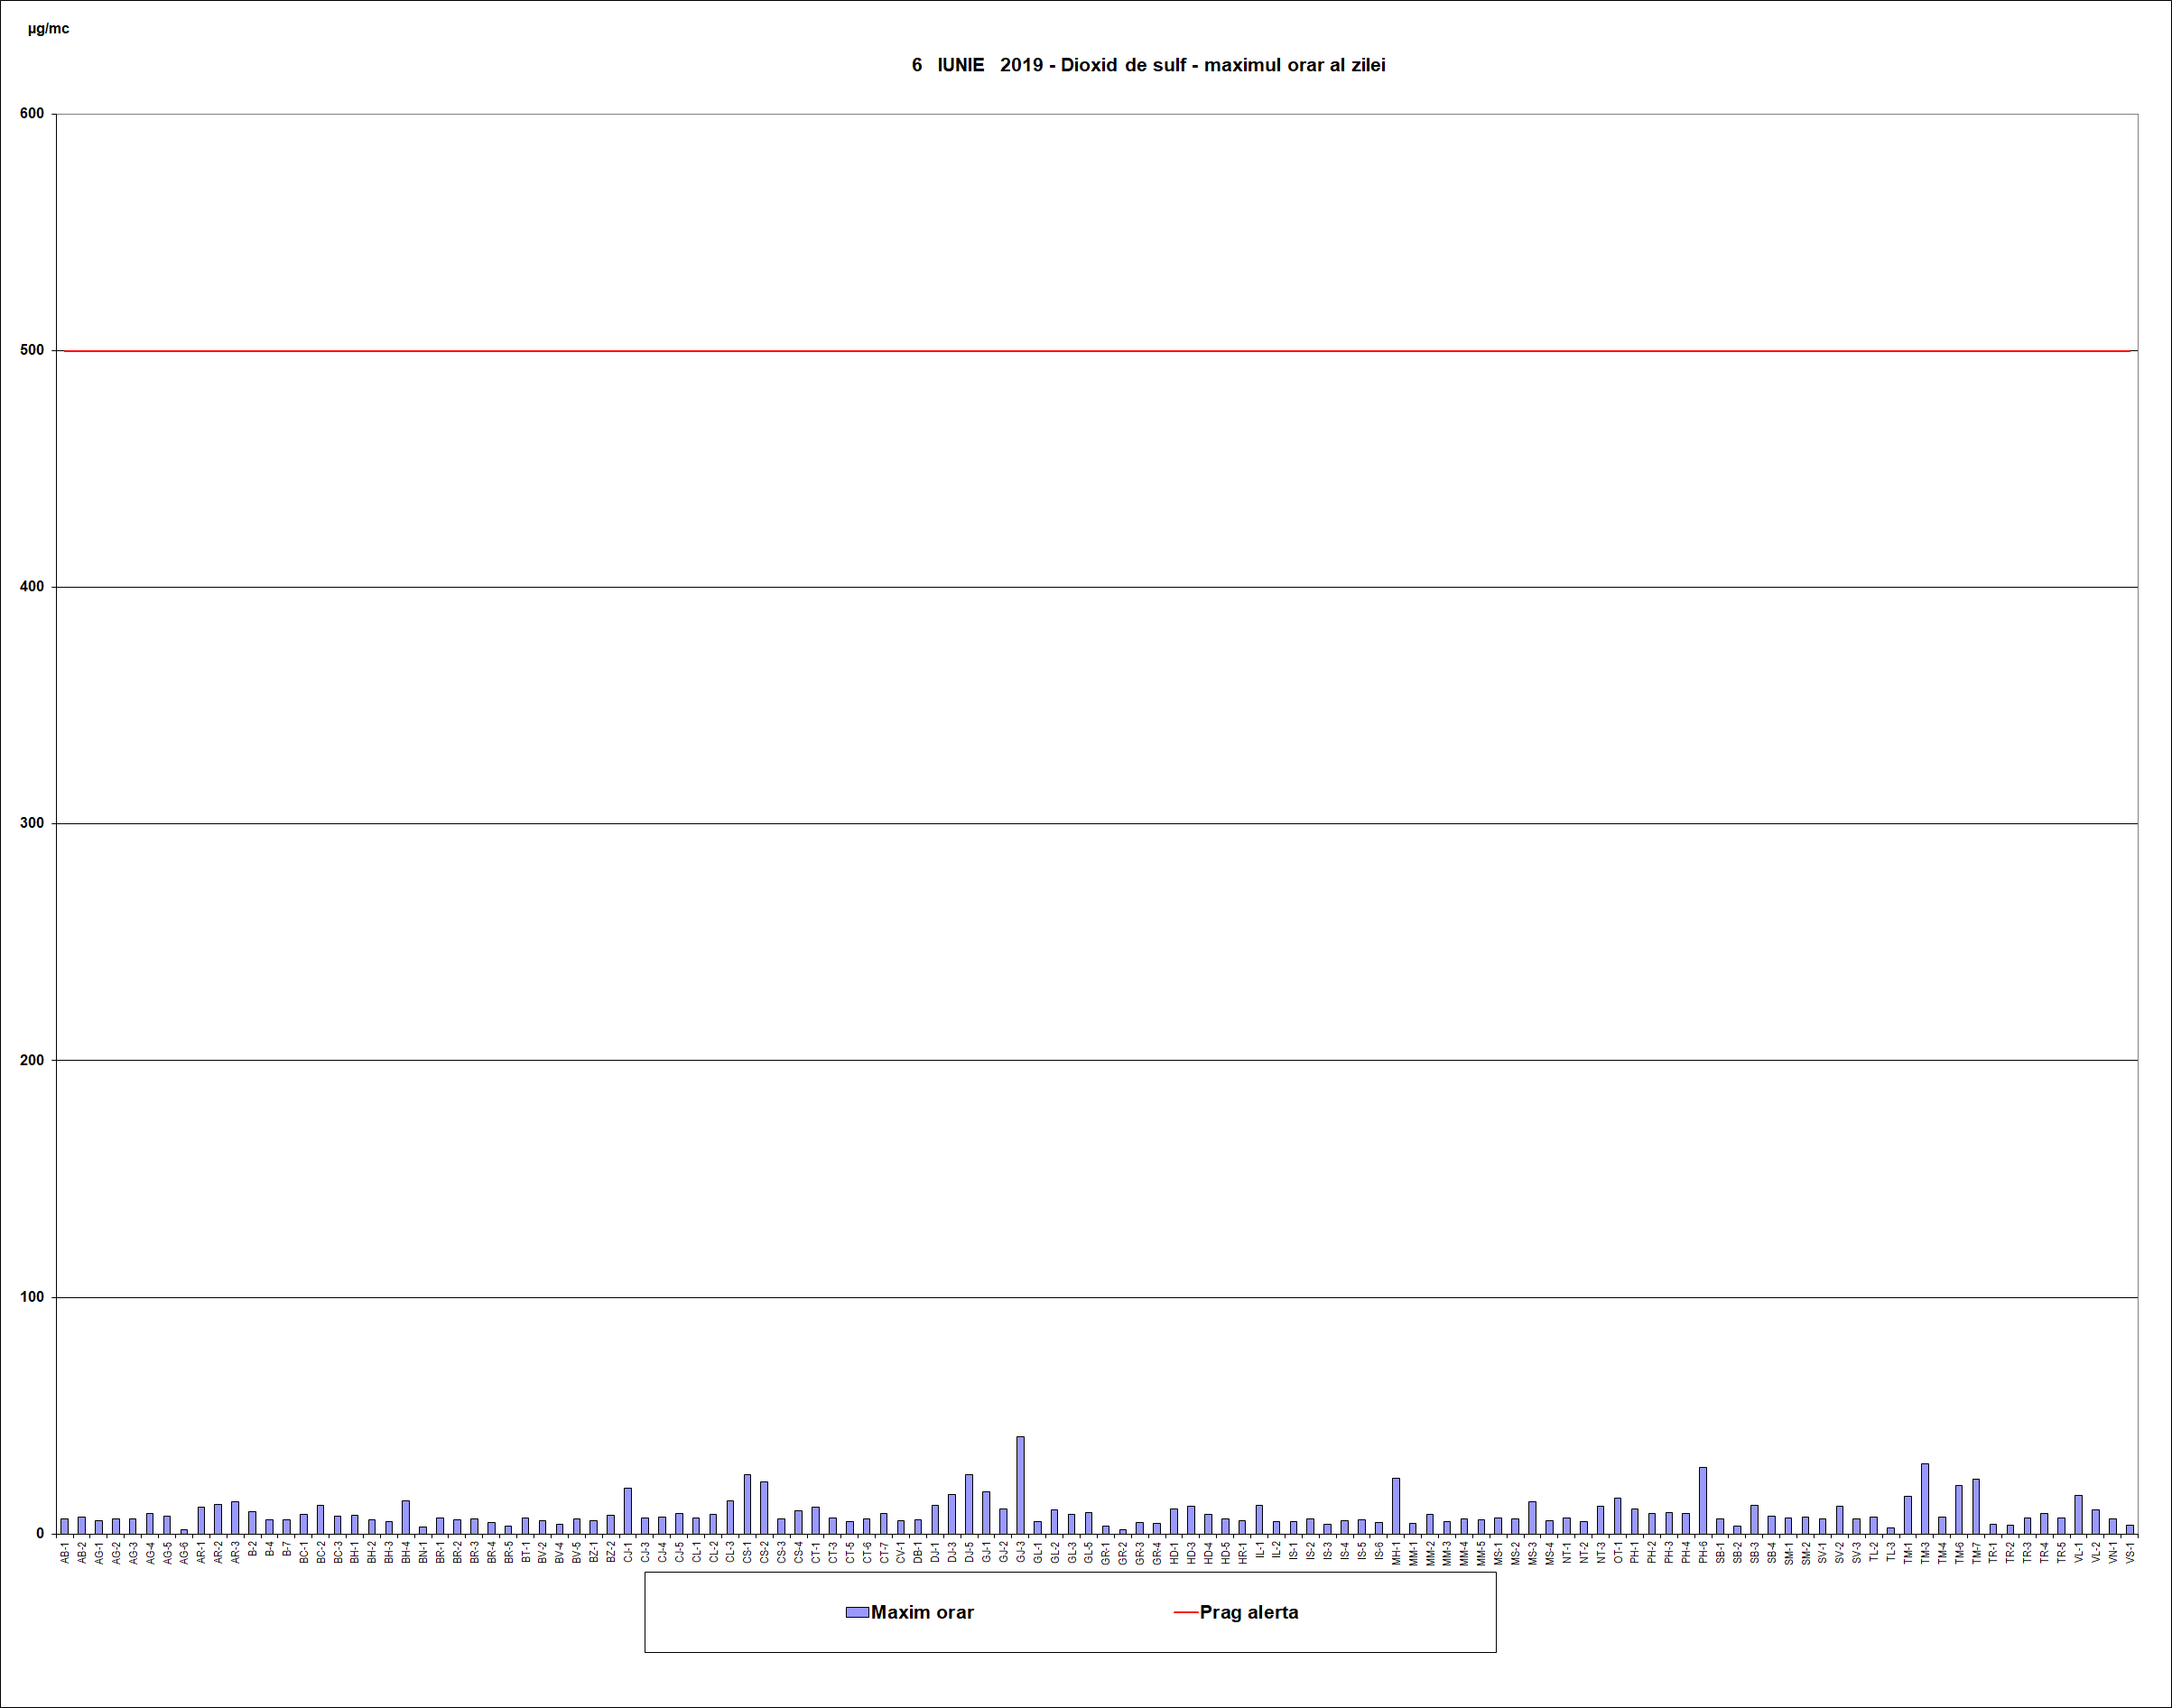 µg/mc
6 IUNIE 2019 - Dioxid de sulf - maximul orar al zilei
600
500
400
300
200
100
0
AB-1 AB-2 AG-1 AG-2 AG-3 AG-4 AG-5 AG-6 AR-1 AR-2 AR-3 B-2 B-4 B-7 BC-1 BC-2 BC-3 BH-1 BH-2 BH-3 BH-4 BN-1 BR-1 BR-2 BR-3 BR-4 BR-5 BT-1 BV-2 BV-4 BV-5 BZ-1 BZ-2 CJ-1 CJ-3 CJ-4 CJ-5 CL-1 CL-2 CL-3 CS-1 CS-2 CS-3 CS-4 CT-1 CT-3 CT-5 CT-6 CT-7 CV-1 DB-1 DJ-1 DJ-3 DJ-5 GJ-1 GJ-2 GJ-3 GL-1 GL-2 GL-3 GL-5 GR-1 GR-2 GR-3 GR-4 HD-1 HD-3 HD-4 HD-5 HR-1 IL-1 IL-2 IS-1 IS-2 IS-3 IS-4 IS-5 IS-6 MH-1 MM-1 MM-2 MM-3 MM-4 MM-5 MS-1 MS-2 MS-3 MS-4 NT-1 NT-2 NT-3 OT-1 PH-1 PH-2 PH-3 PH-4 PH-6 SB-1 SB-2 SB-3 SB-4 SM-1 SM-2 SV-1 SV-2 SV-3 TL-2 TL-3 TM-1 TM-3 TM-4 TM-6 TM-7 TR-1 TR-2 TR-3 TR-4 TR-5 VL-1 VL-2 VN-1 VS-1
Maxim orar Prag alerta